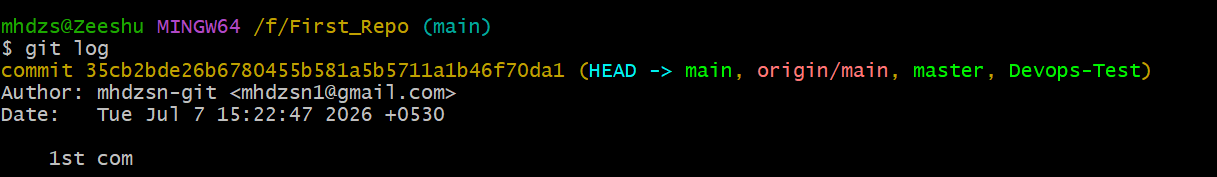 mhdzs@Zeeshu MINGW64 /f/First_Repo (main)
$ git log
commit 35cb2bde26b6780455b581a5b5711a1b46f70da1 (HEAD -> main, origin/main, master, Devops-Test)
Author: mhdzsn-git <mhdzsn1@gmail.com>
Date:   Tue Jul 7 15:22:47 2026 +0530
    1st com